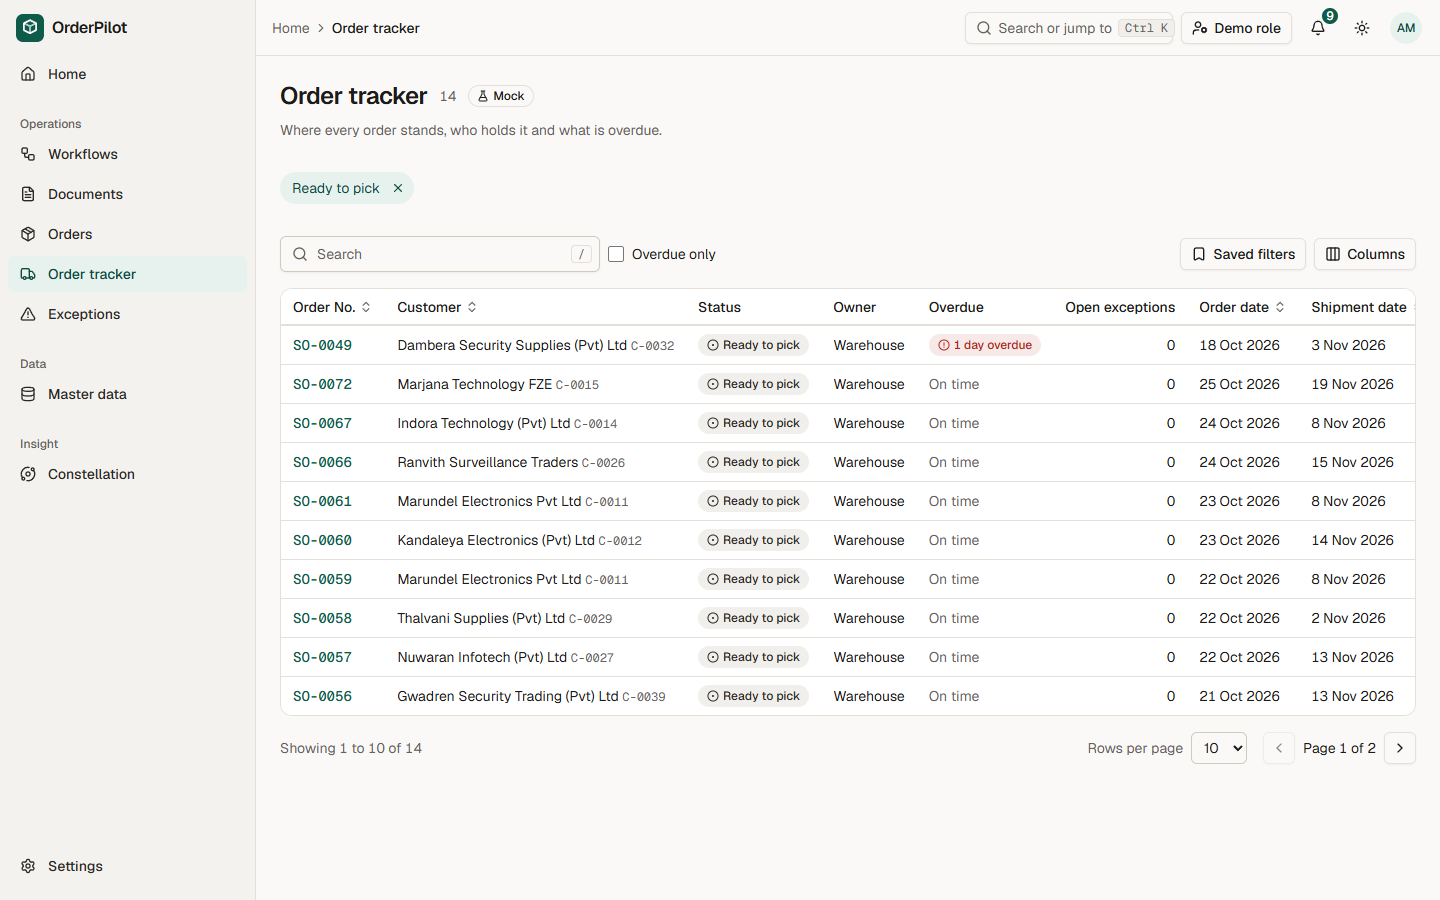 OrderPilot
Home
Operations
Workflows
Documents
Orders
Order tracker
Exceptions
Data
Master data
Insight
Constellation
Settings
Home > Order tracker
Search or jump to Ctrl K
Demo role
9
AM
Order tracker 14 Mock
Where every order stands, who holds it and what is overdue.
Ready to pick
Search /
Overdue only
Saved filters
Columns
Order No. Customer Status Owner Overdue Open exceptions Order date Shipment date
SO-0049 Dambera Security Supplies (Pvt) Ltd C-0032 Ready to pick Warehouse 1 day overdue 0 18 Oct 2026 3 Nov 2026
SO-0072 Marjana Technology FZE C-0015 Ready to pick Warehouse On time 0 25 Oct 2026 19 Nov 2026
SO-0067 Indora Technology (Pvt) Ltd C-0014 Ready to pick Warehouse On time 0 24 Oct 2026 8 Nov 2026
SO-0066 Ranvith Surveillance Traders C-0026 Ready to pick Warehouse On time 0 24 Oct 2026 15 Nov 2026
SO-0061 Marundel Electronics Pvt Ltd C-0011 Ready to pick Warehouse On time 0 23 Oct 2026 8 Nov 2026
SO-0060 Kandaleya Electronics (Pvt) Ltd C-0012 Ready to pick Warehouse On time 0 23 Oct 2026 14 Nov 2026
SO-0059 Marundel Electronics Pvt Ltd C-0011 Ready to pick Warehouse On time 0 22 Oct 2026 8 Nov 2026
SO-0058 Thalvani Supplies (Pvt) Ltd C-0029 Ready to pick Warehouse On time 0 22 Oct 2026 2 Nov 2026
SO-0057 Nuwaran Infotech (Pvt) Ltd C-0027 Ready to pick Warehouse On time 0 22 Oct 2026 13 Nov 2026
SO-0056 Gwadren Security Trading (Pvt) Ltd C-0039 Ready to pick Warehouse On time 0 21 Oct 2026 13 Nov 2026
Showing 1 to 10 of 14
Rows per page 10
Page 1 of 2